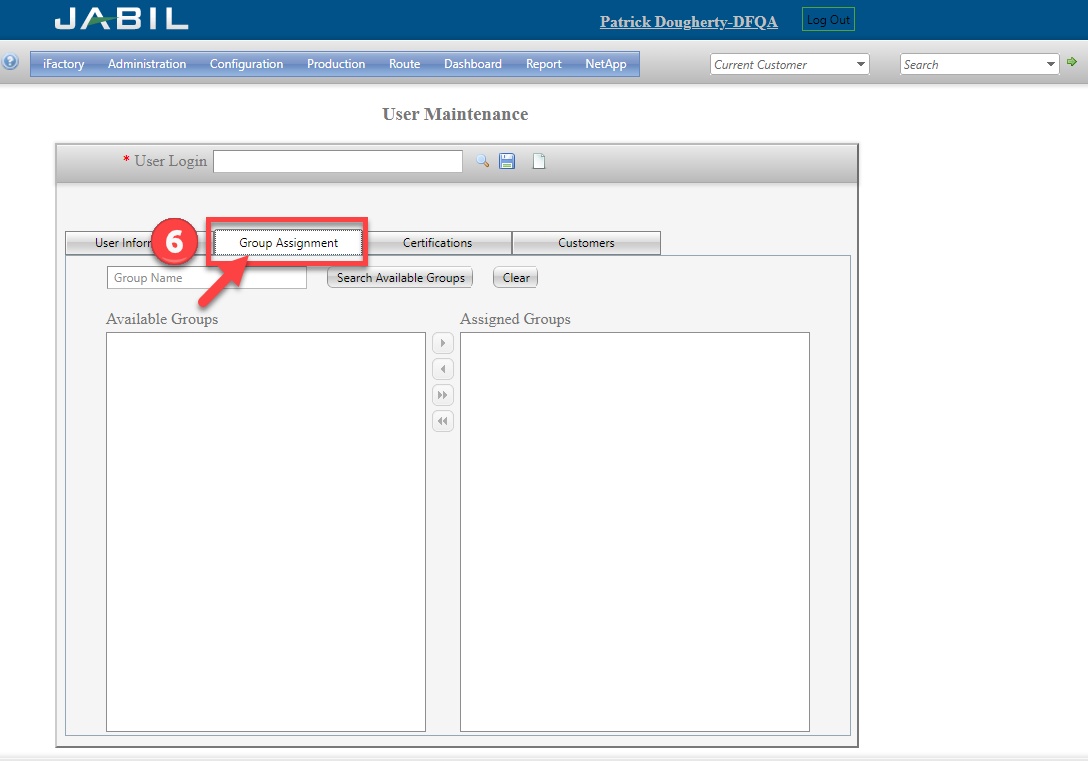 JABIL
Patrick Dougherty-DFQA
Log Out
? iFactory Administration Configuration Production Route Dashboard Report NetApp Current Customer Search
User Maintenance
* User Login
User Infor 6 Group Assignment Certifications Customers
Group Name Search Available Groups Clear
Available Groups Assigned Groups